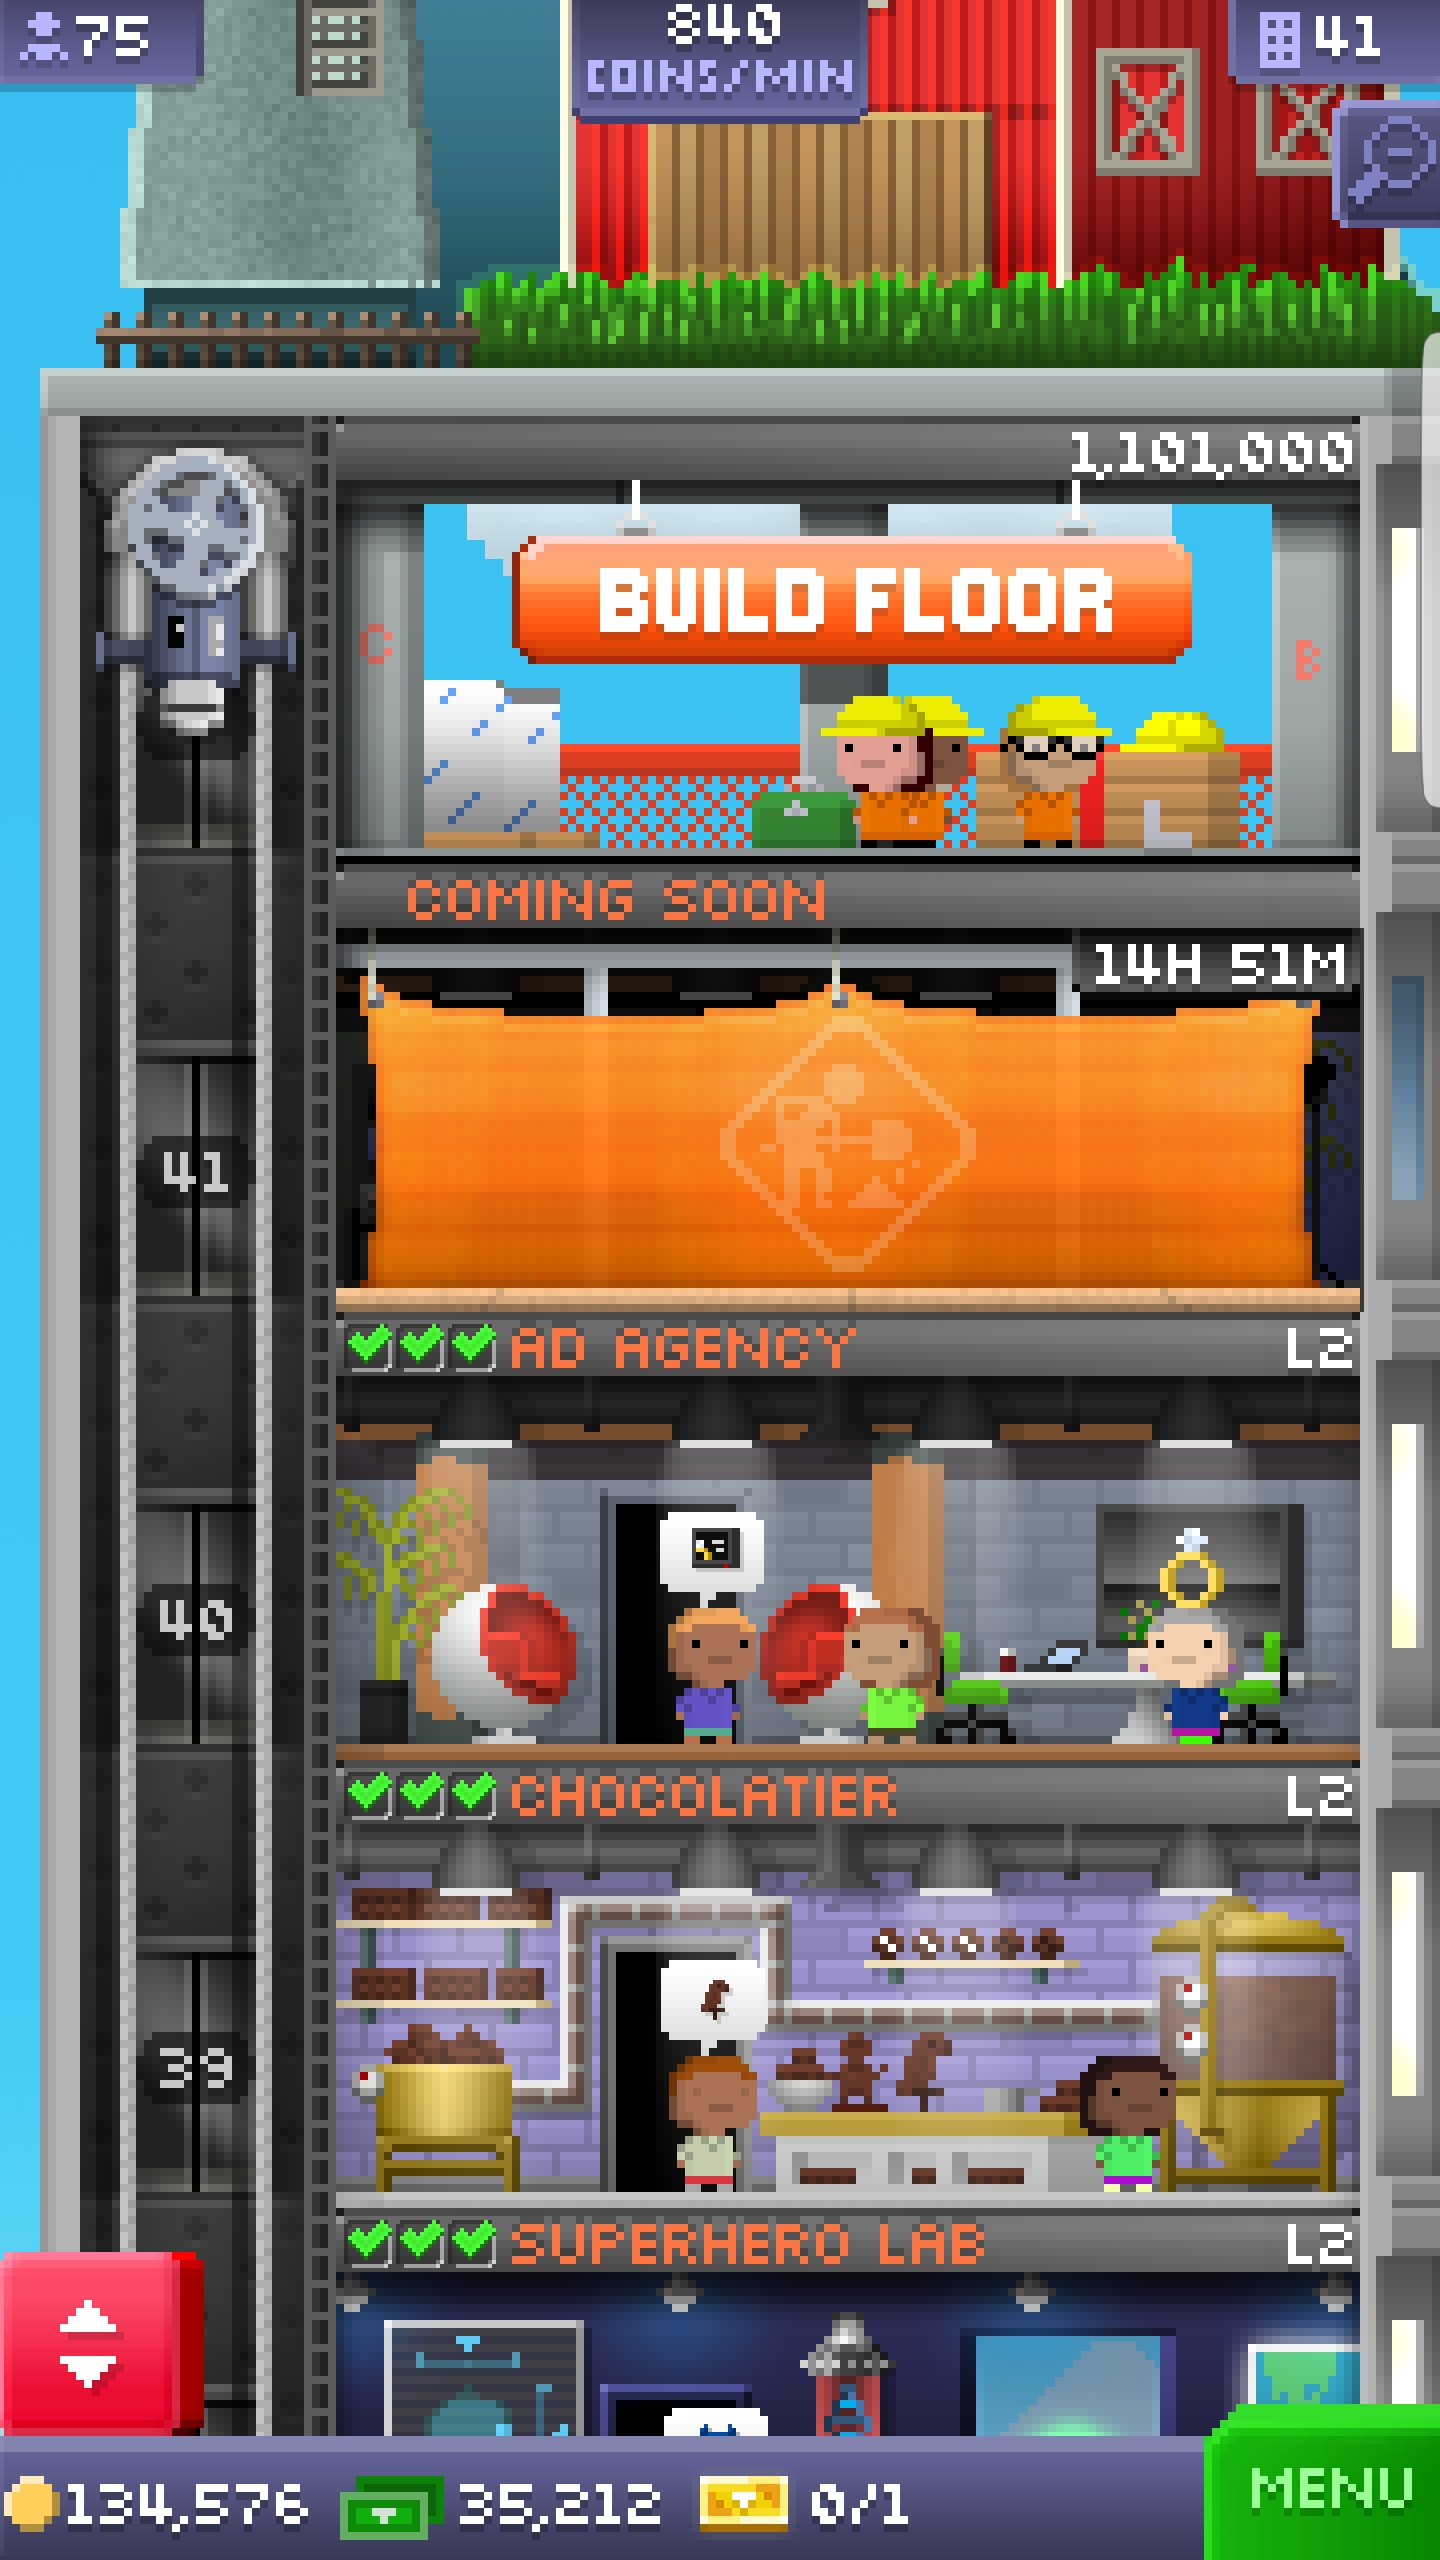 75
840
COINS/MIN
41
1,101,000
BUILD FLOOR
C
B
COMING SOON
14H 51M
41
AD AGENCY L2
40
CHOCOLATIER L2
39
SUPERHERO LAB L2
134,576 35,212 0/1
MENU